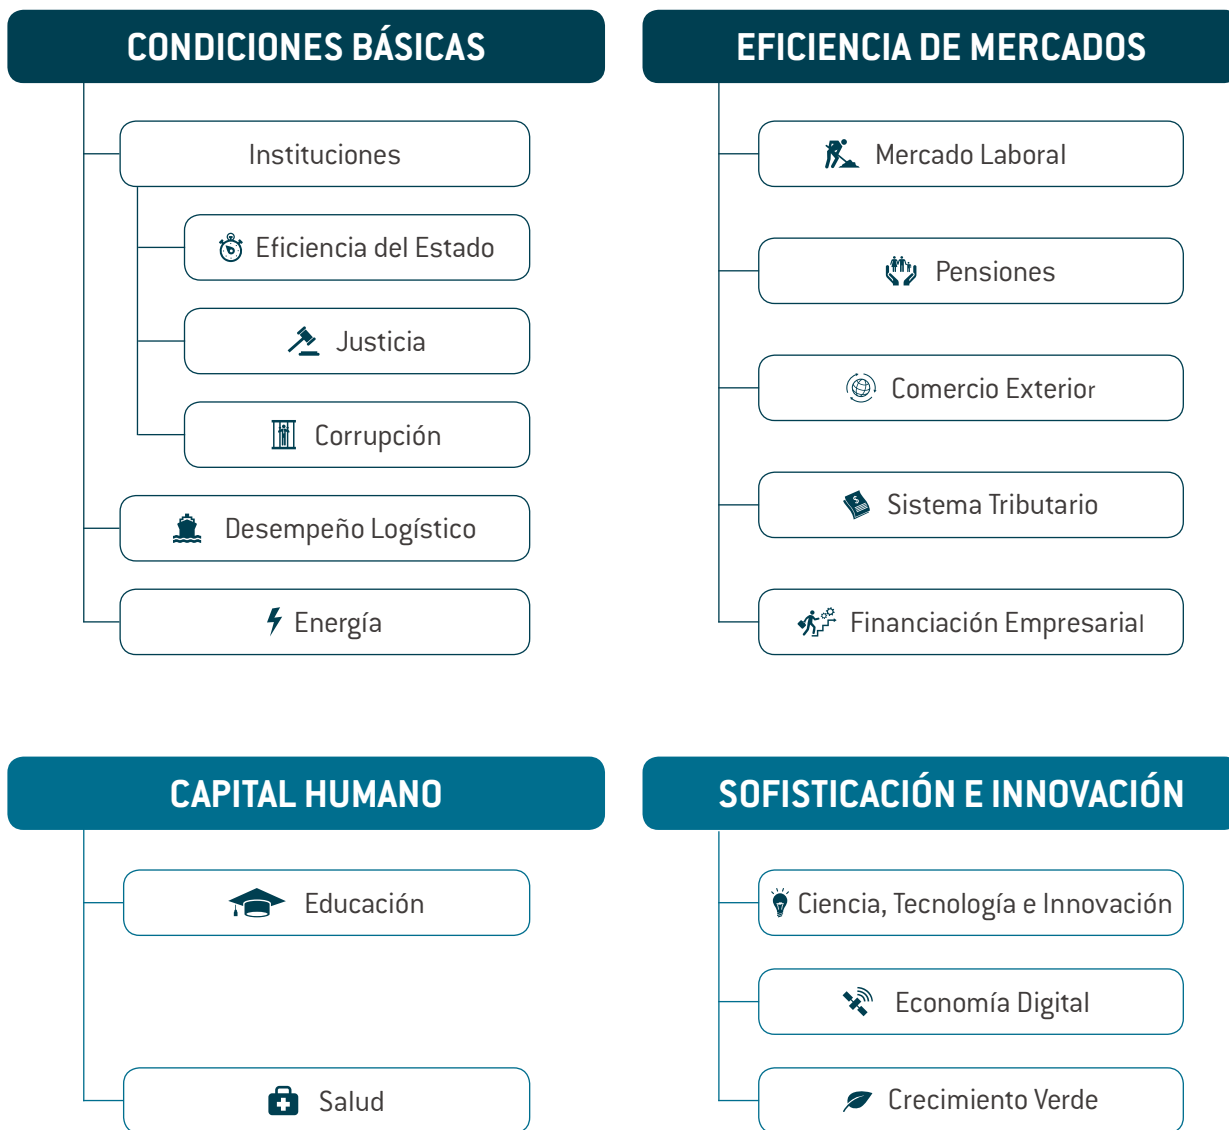 CONDICIONES BÁSICAS
Instituciones
Eficiencia del Estado
Justicia
Corrupción
Desempeño Logístico
Energía
EFICIENCIA DE MERCADOS
Mercado Laboral
Pensiones
Comercio Exterior
Sistema Tributario
Financiación Empresarial
CAPITAL HUMANO
Educación
Salud
SOFISTICACIÓN E INNOVACIÓN
Ciencia, Tecnología e Innovación
Economía Digital
Crecimiento Verde